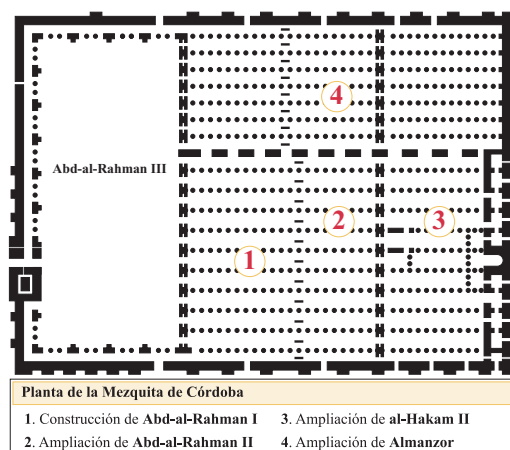 4
Abd-al-Rahman III
2
3
1
Planta de la Mezquita de Córdoba
1. Construcción de Abd-al-Rahman I
3. Ampliación de al-Hakam II
2. Ampliación de Abd-al-Rahman II
4. Ampliación de Almanzor